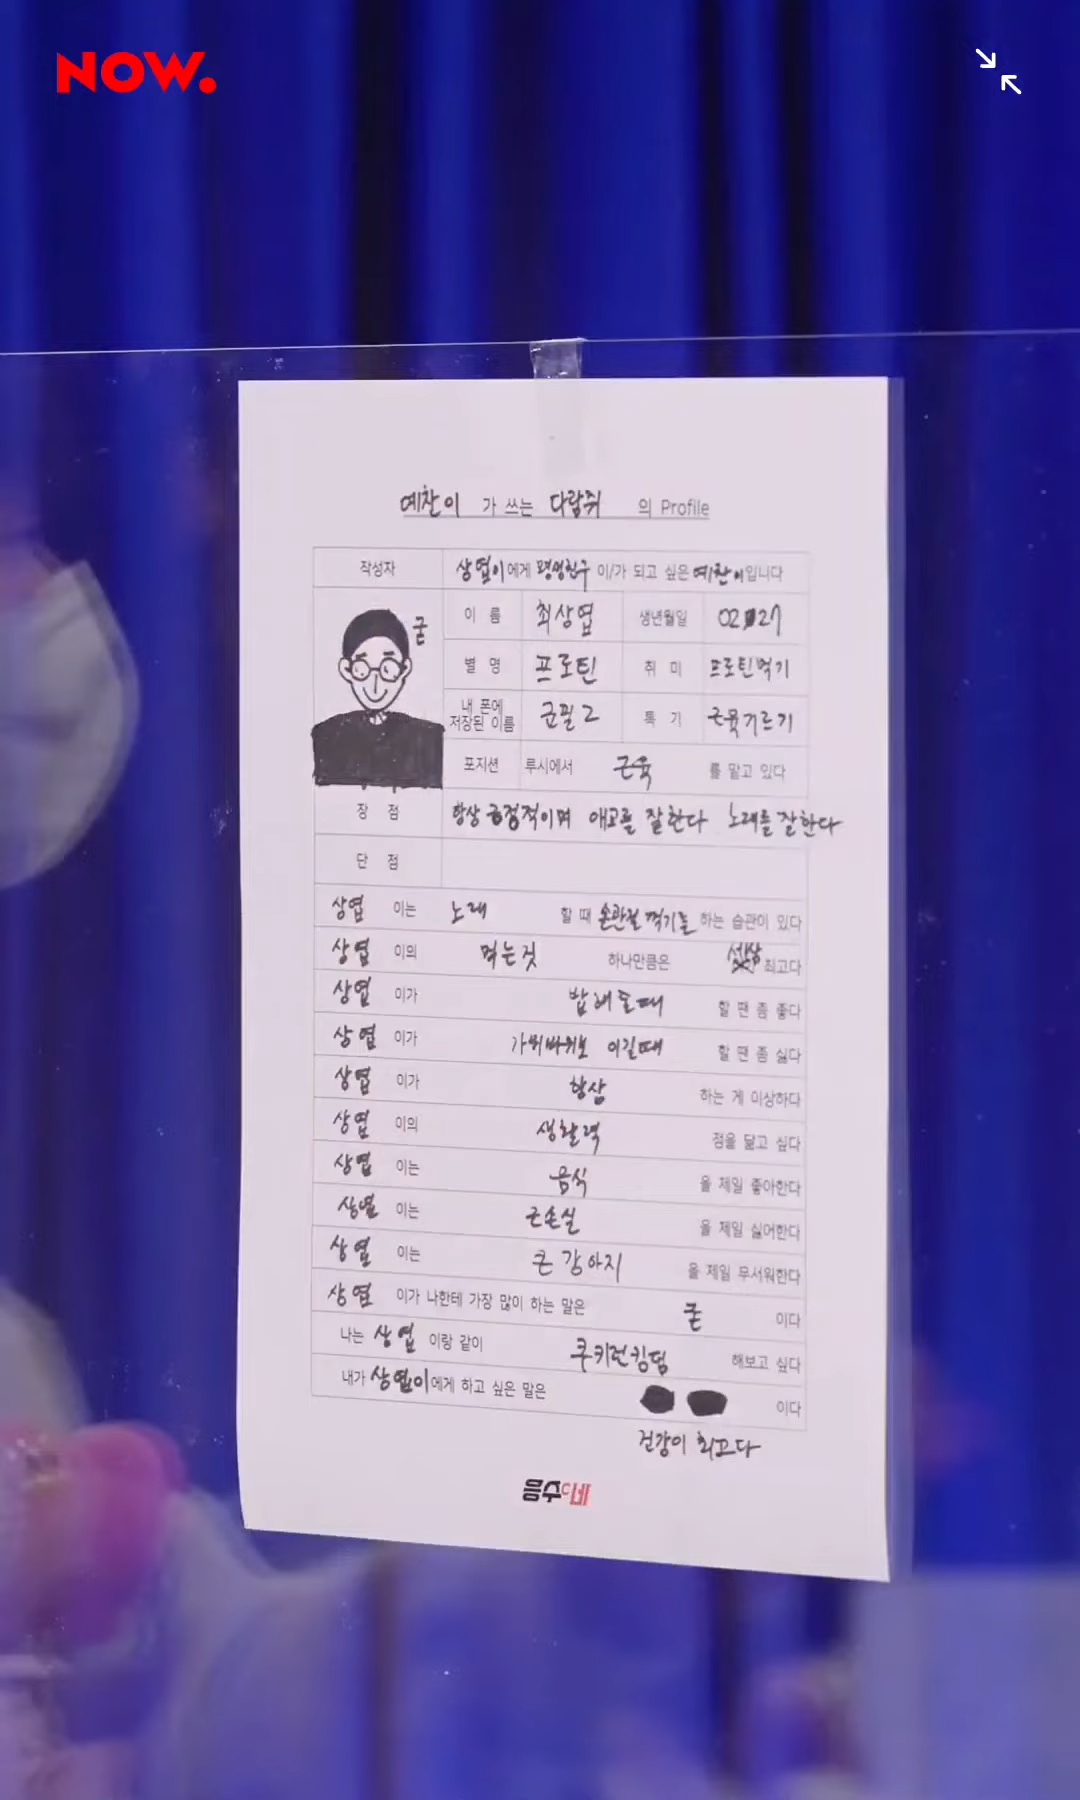 NOW.
예찬이 가 쓰는 다람쥐 의 Profile
작성자 상엽이에게 평생친구 이/가 되고 싶은 예찬이입니다
굳
이 름 최상엽 생년월일 02 27
별 명 프로틴 취 미 프로틴먹기
내 폰에 저장된 이름 균필2 특 기 근육기르기
포지션 루시에서 근육 를 맡고 있다
장 점 항상 긍정적이며 애교를 잘한다 노래를 잘한다
단 점
상엽 이는 노래 할 때 손관절 꺽기를 하는 습관이 있다
상엽 이의 먹는것 하나만큼은 세상 최고다
상엽 이가 밥 할 땐 좀 좋다
상엽 이가 가위바위보 이길때 할 땐 좀 싫다
상엽 이가 항상 하는 게 이상하다
상엽 이의 생활력 점을 닮고 싶다
상엽 이는 음식 을 제일 좋아한다
상엽 이는 근손실 을 제일 싫어한다
상엽 이는 큰 강아지 을 제일 무서워한다
상엽 이가 나한테 가장 많이 하는 말은 굳 이다
나는 상엽 이랑 같이 쿠키런킹덤 해보고 싶다
내가 상엽이에게 하고 싶은 말은 이다
건강이 최고다